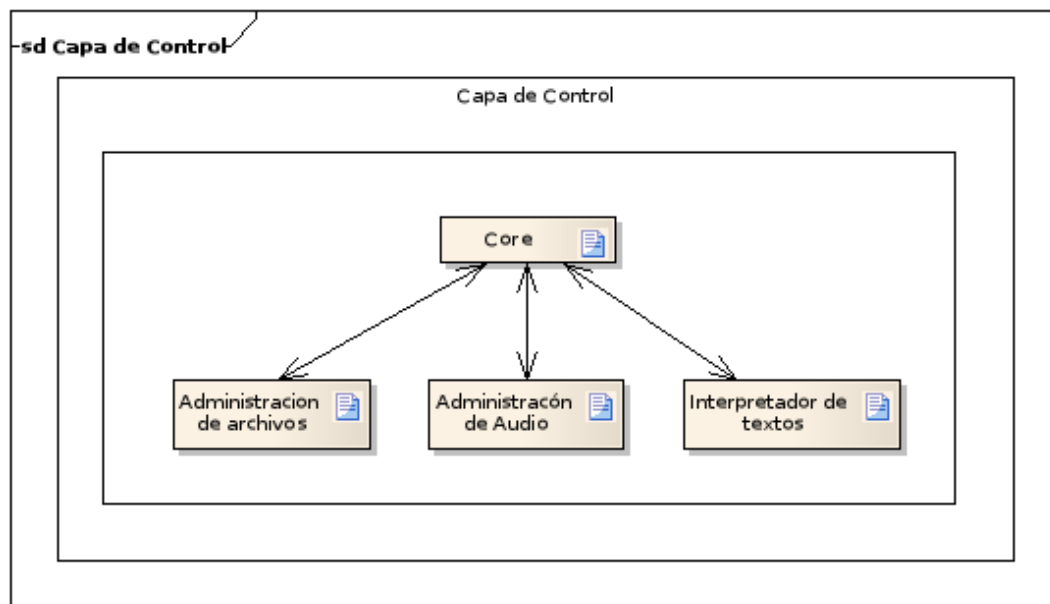 sd Capa de Control
Capa de Control
Core
Administracion
de archivos
Administracón
de Audio
Interpretador de
textos